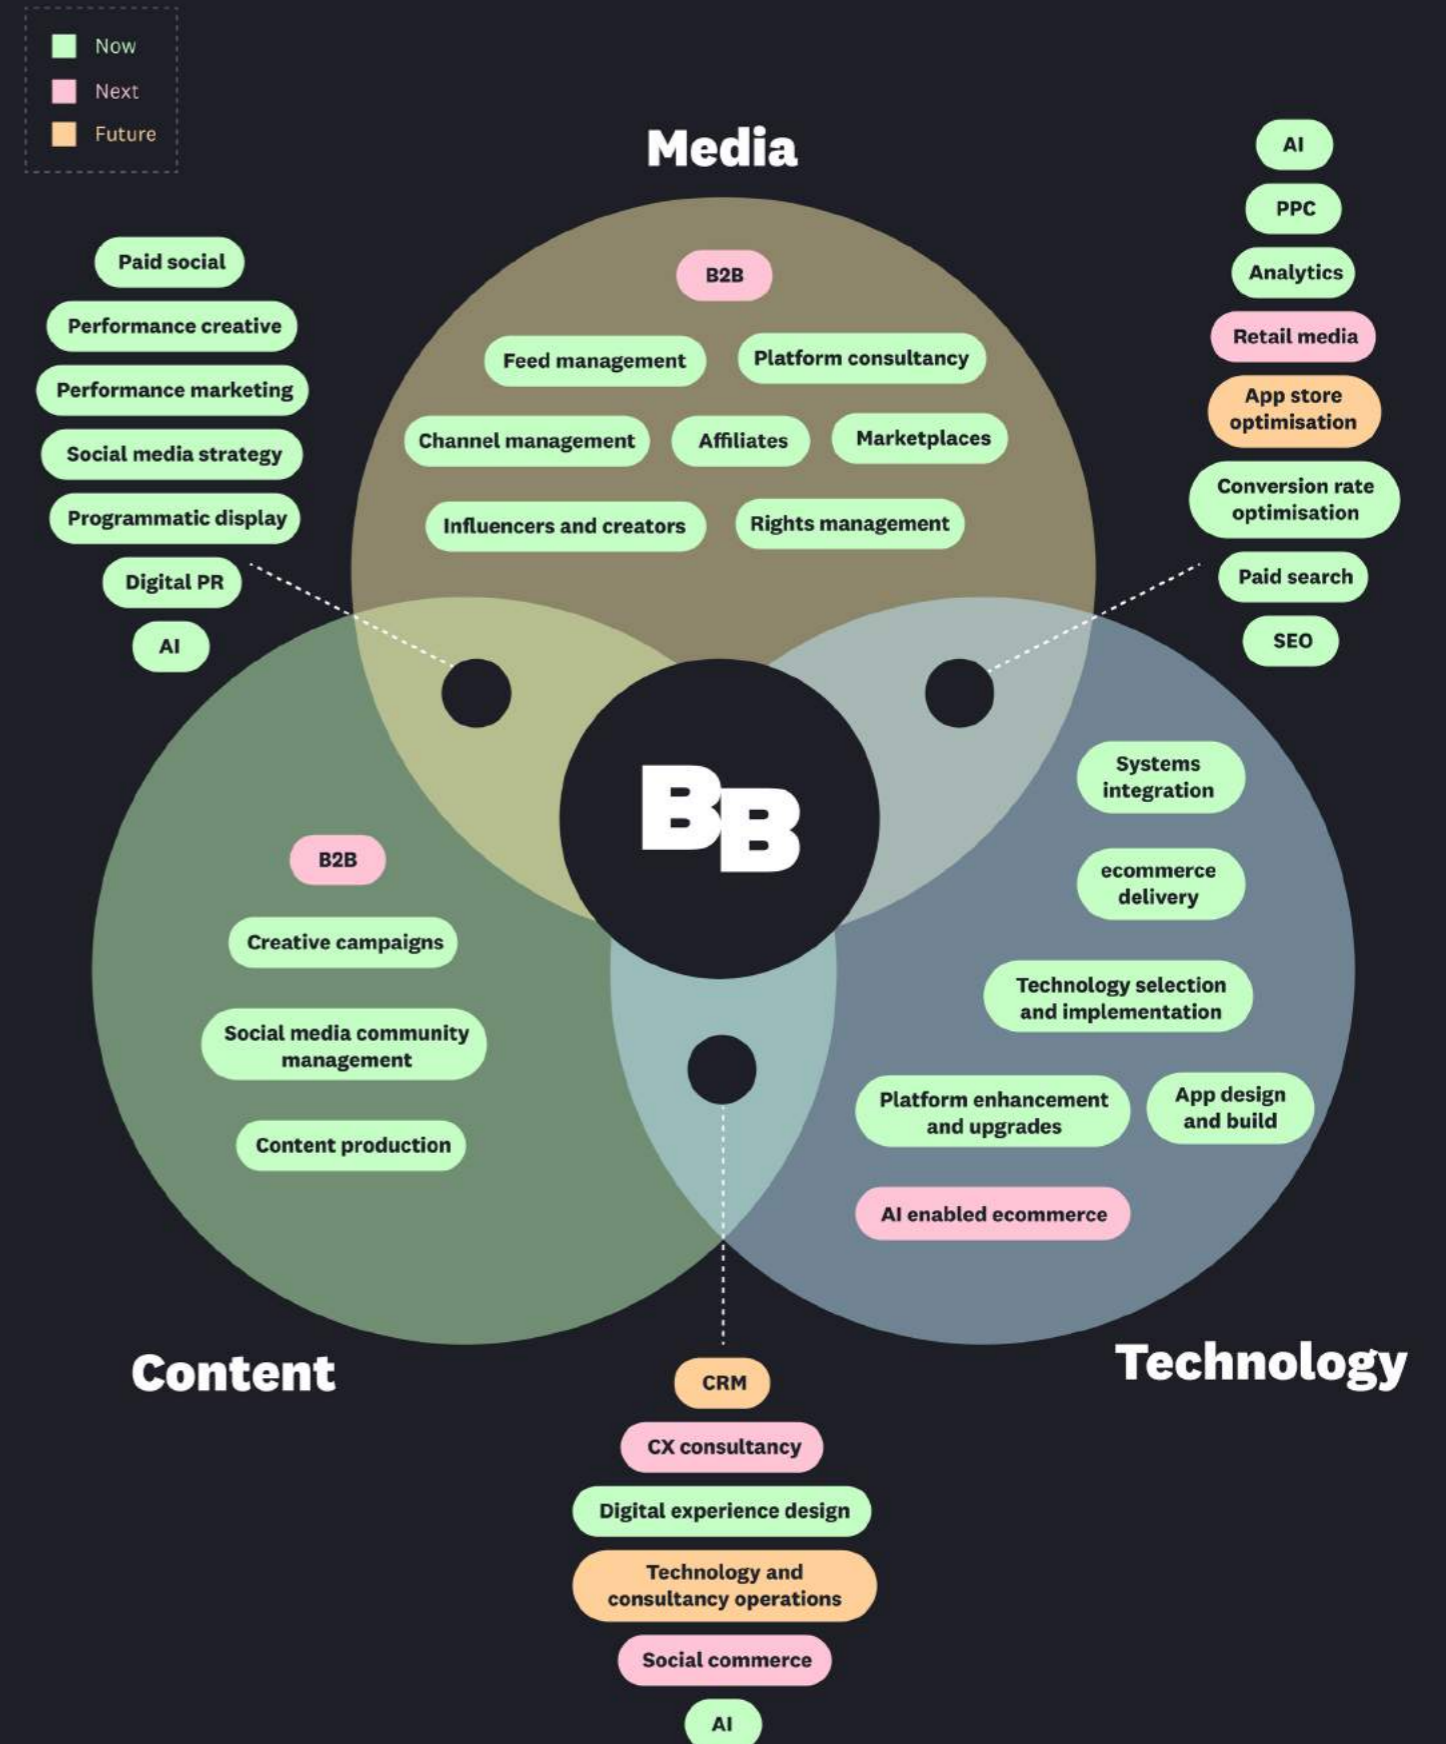 Now
Next
Future
Media
Paid social
Performance creative
Performance marketing
Social media strategy
Programmatic display
Digital PR
AI
B2B
Feed management
Platform consultancy
Channel management
Affiliates
Marketplaces
Influencers and creators
Rights management
AI
PPC
Analytics
Retail media
App store
optimisation
Conversion rate
optimisation
Paid search
SEO
BB
B2B
Creative campaigns
Social media community
management
Content production
Systems
integration
ecommerce
delivery
Technology selection
and implementation
Platform enhancement
and upgrades
App design
and build
AI enabled ecommerce
Content
Technology
CRM
CX consultancy
Digital experience design
Technology and
consultancy operations
Social commerce
AI